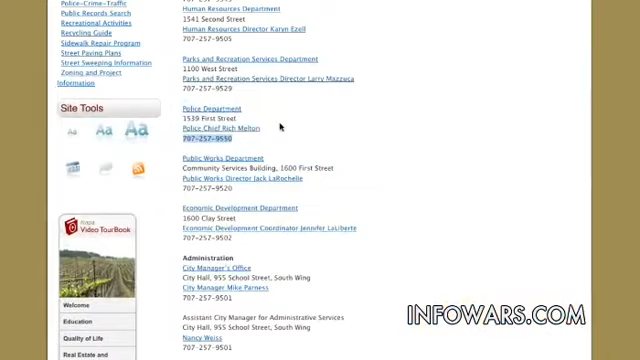 Police-Crime-Traffic
Public Records Search
Recreational Activities
Recycling Guide
Sidewalk Repair Program
Street Paving Plans
Street Sweeping Information
Zoning and Project
Information
Site Tools
Aa
Aa
Aa
Napa
Video TourBook
Welcome
Education
Quality of Life
Real Estate and
Human Resources Department
1541 Second Street
Human Resources Director Karyn Ezell
707-257-9505
Parks and Recreation Services Department
1100 West Street
Parks and Recreation Services Director Larry Mazzuca
707-257-9529
Police Department
1539 First Street
Police Chief Rich Melton
707-257-9550
Public Works Department
Community Services Building, 1600 First Street
Public Works Director Jack LaRochelle
707-257-9520
Economic Development Department
1600 Clay Street
Economic Development Coordinator Jennifer LaLiberte
707-257-9502
Administration
City Manager's Office
City Hall, 955 School Street, South Wing
City Manager Mike Parness
707-257-9501
Assistant City Manager for Administrative Services
City Hall, 955 School Street, South Wing
Nancy Weiss
707-257-9501
INFOWARS.COM